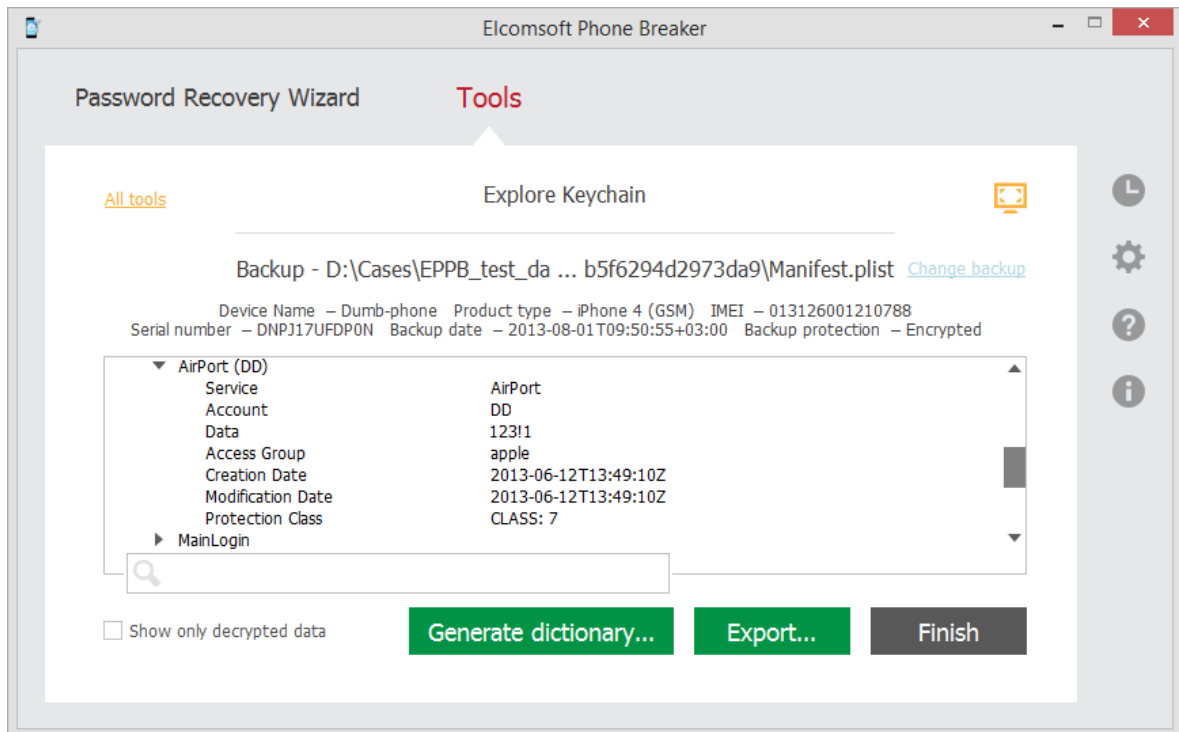 Elcomsoft Phone Breaker
Password Recovery Wizard Tools
All tools Explore Keychain
Backup - D:\Cases\EPPB_test_da ... b5f6294d2973da9\Manifest.plist Change backup
Device Name – Dumb-phone Product type – iPhone 4 (GSM) IMEI – 013126001210788
Serial number – DNPJ17UFDP0N Backup date – 2013-08-01T09:50:55+03:00 Backup protection – Encrypted
AirPort (DD)
Service AirPort
Account DD
Data 123!1
Access Group apple
Creation Date 2013-06-12T13:49:10Z
Modification Date 2013-06-12T13:49:10Z
Protection Class CLASS: 7
MainLogin
Show only decrypted data Generate dictionary... Export... Finish